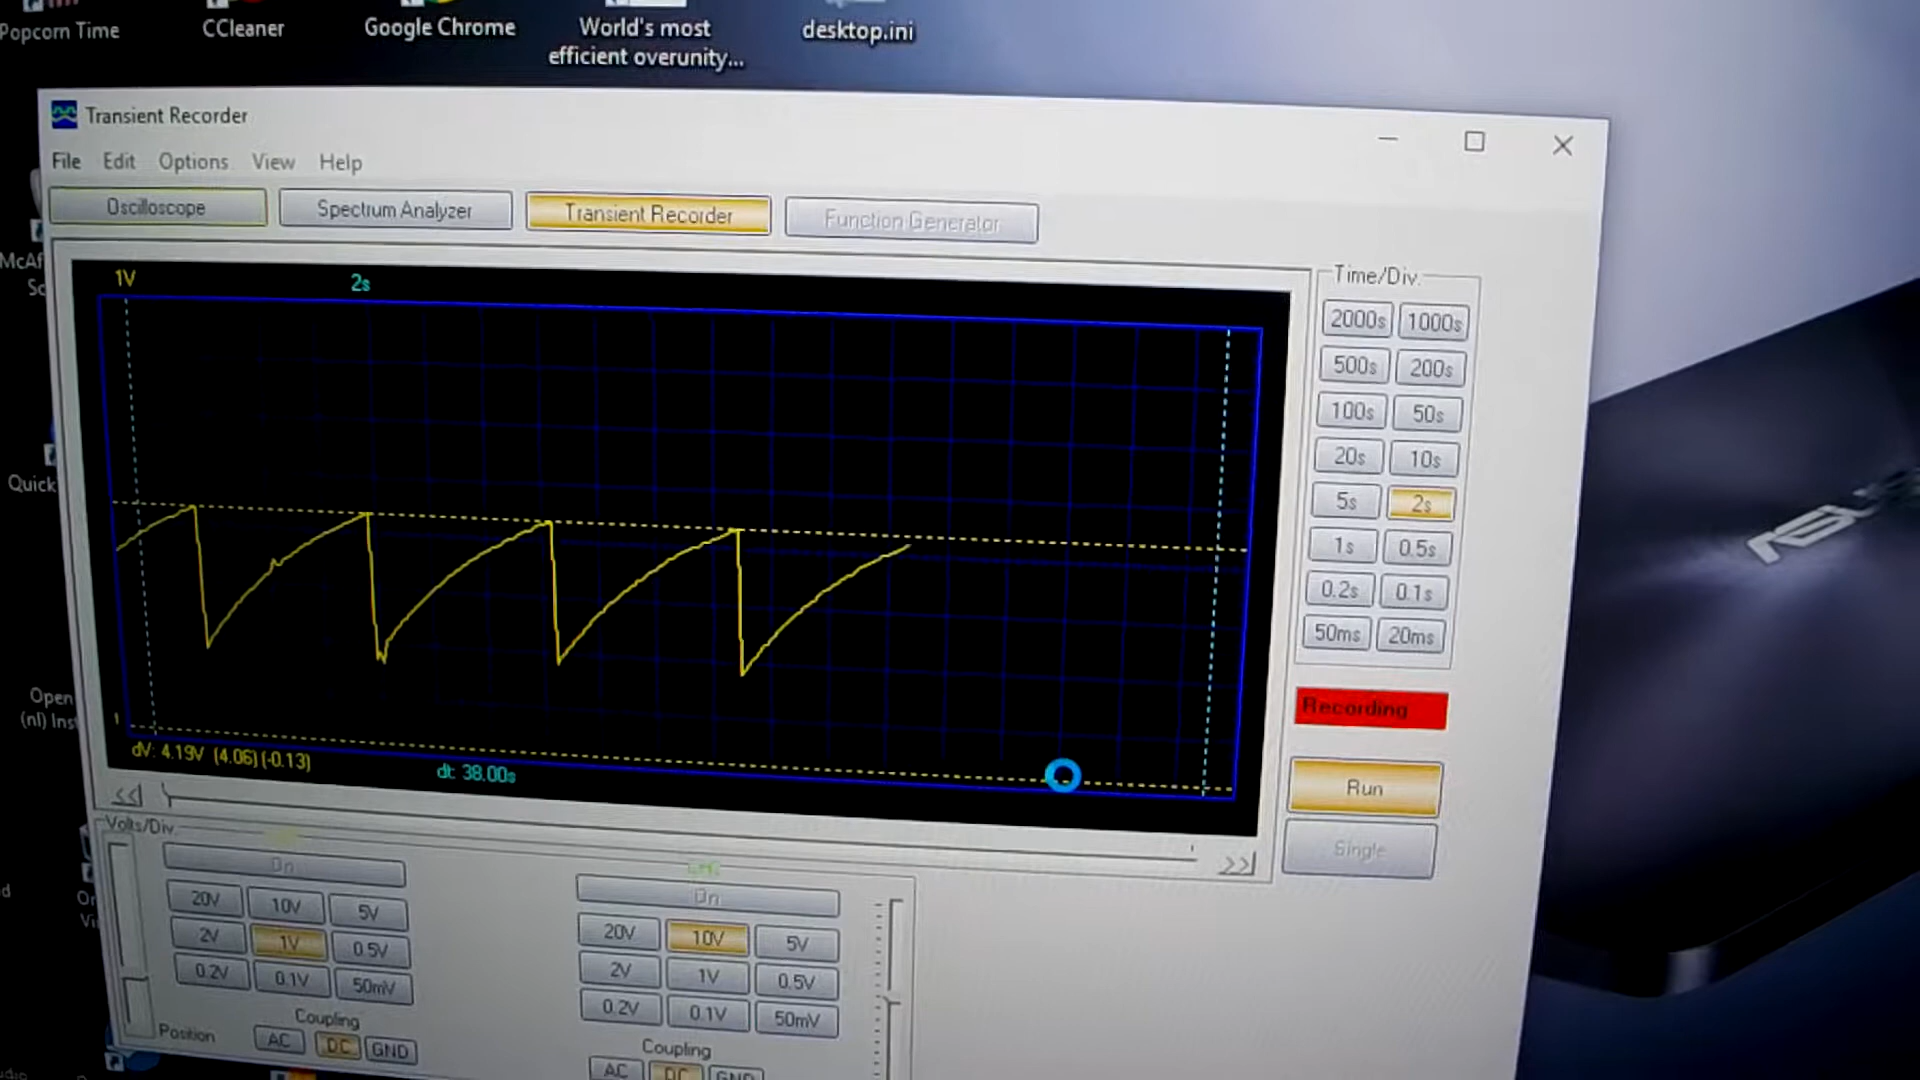 Popcorn Time
CCleaner
Google Chrome
World's most
efficient overunity...
desktop.ini
Transient Recorder
File Edit Options View Help
Oscilloscope
Spectrum Analyzer
Transient Recorder
Function Generator
McAf
Sc
Quick
Open
(nl) Inst
1V
2s
1
dV: 4.19V (4.06) (-0.13)
dt: 38.00s
<<
>>
Time/Div.
2000s 1000s
500s 200s
100s 50s
20s 10s
5s 2s
1s 0.5s
0.2s 0.1s
50ms 20ms
Recording
Run
Single
Volts/Div.
On
20V 10V 5V
2V 1V 0.5V
0.2V 0.1V 50mV
Coupling
Position
AC DC GND
On
20V 10V 5V
2V 1V 0.5V
0.2V 0.1V 50mV
Coupling
AC DC GND